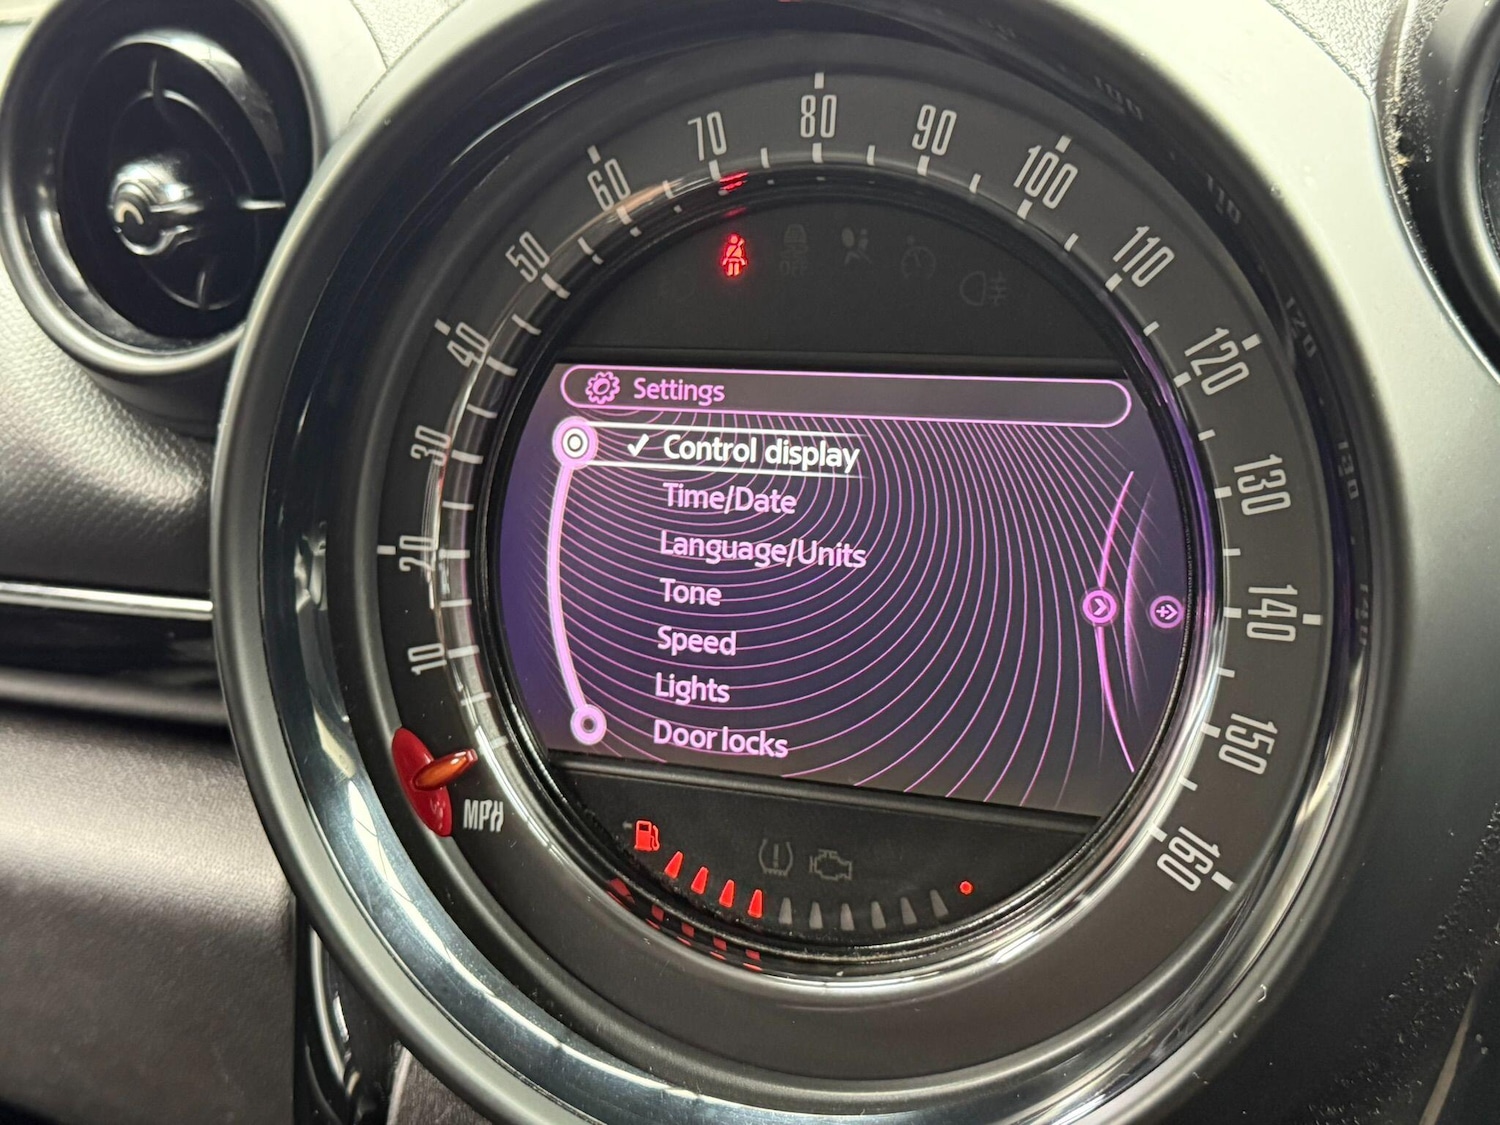 80
70
90
60
100
50
110
40
120
30
130
20
140
10
150
160
MPH
OFF
Settings
✓ Control display
Time/Date
Language/Units
Tone
Speed
Lights
Door locks